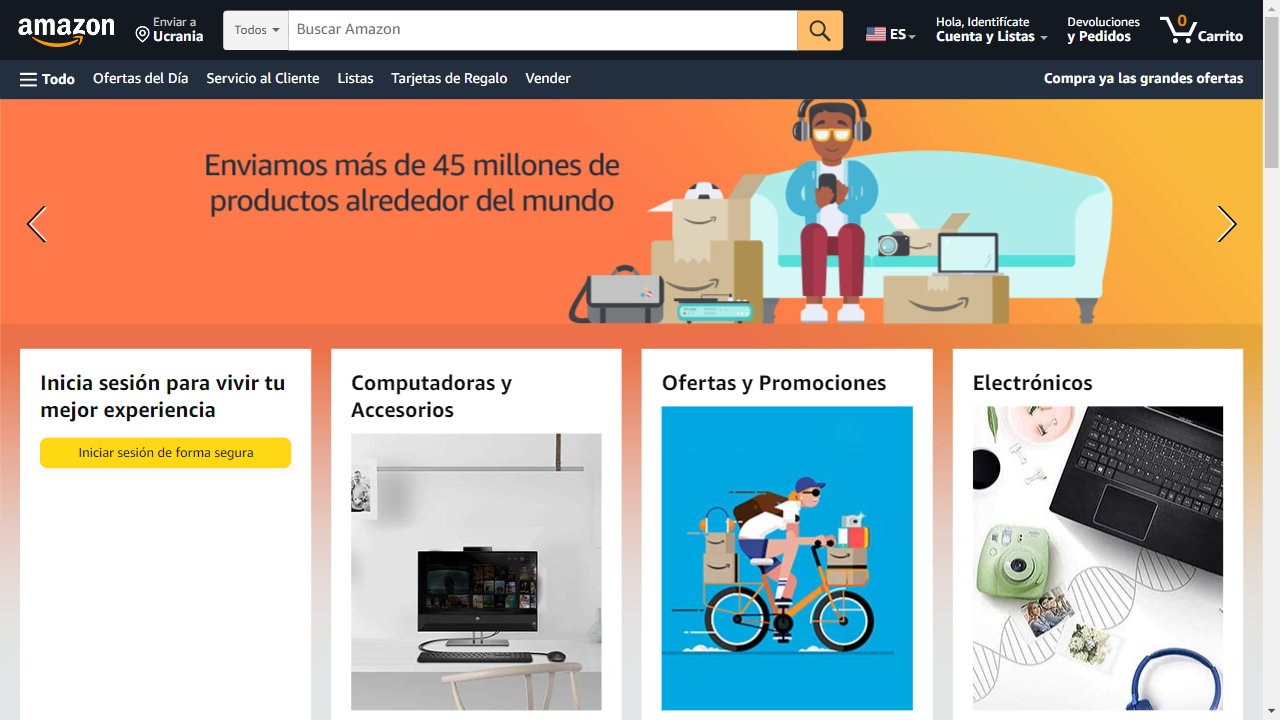 amazon
Enviar a
Ucrania
Todos
Buscar Amazon
ES
Hola, Identifícate
Cuenta y Listas
Devoluciones
y Pedidos
0
Carrito
Todo
Ofertas del Día
Servicio al Cliente
Listas
Tarjetas de Regalo
Vender
Compra ya las grandes ofertas
Enviamos más de 45 millones de
productos alrededor del mundo
Inicia sesión para vivir tu
mejor experiencia
Iniciar sesión de forma segura
Computadoras y
Accesorios
Ofertas y Promociones
Electrónicos